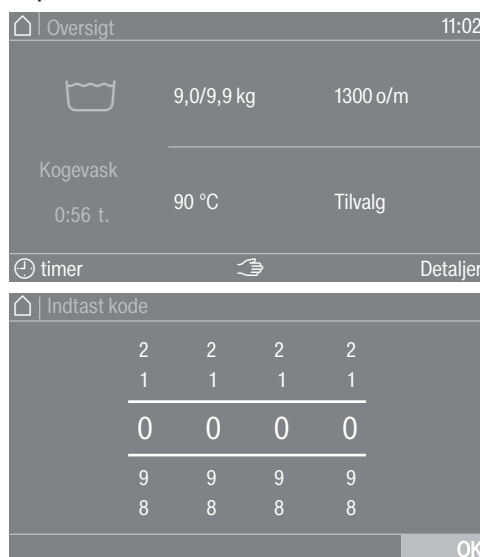 Oversigt 11:02
9,0/9,9 kg 1300 o/m
Kogevask
0:56 t.
90 °C Tilvalg
timer Detaljer
Indtast kode
2 2 2 2
1 1 1 1
0 0 0 0
9 9 9 9
8 8 8 8
OK